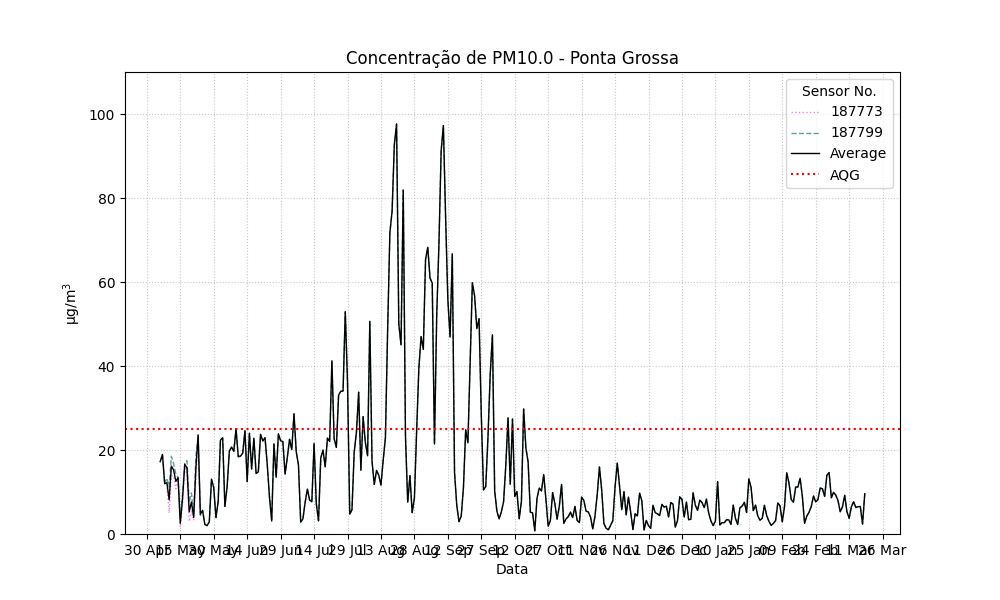 Concentração de PM10.0 - Ponta Grossa
Sensor No.
187773
187799
Average
AQG
100
80
60
40
20
0
µg/m³
30 Apr 15 May 30 May 14 Jun 29 Jun 14 Jul 29 Jul 13 Aug 28 Aug 12 Sep 27 Sep 12 Oct 27 Oct 11 Nov 26 Nov 11 Dec 26 Dec 10 Jan 25 Jan 09 Feb 24 Feb 11 Mar 26 Mar
Data